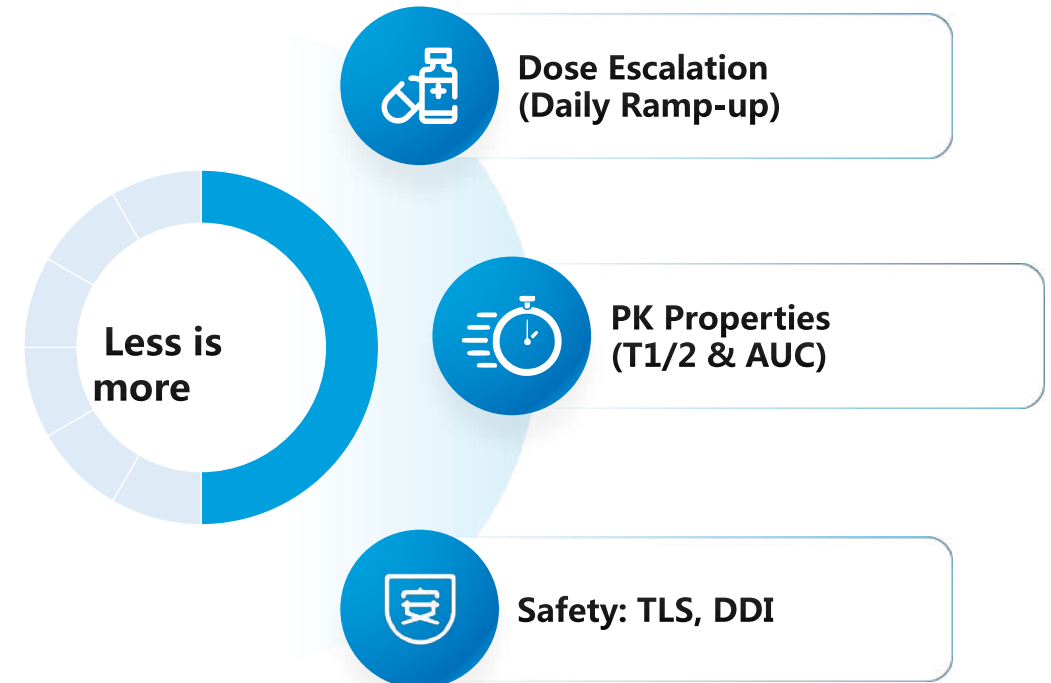 Dose Escalation
(Daily Ramp-up)
Less is
more
PK Properties
(T1/2 & AUC)
安
Safety: TLS, DDI